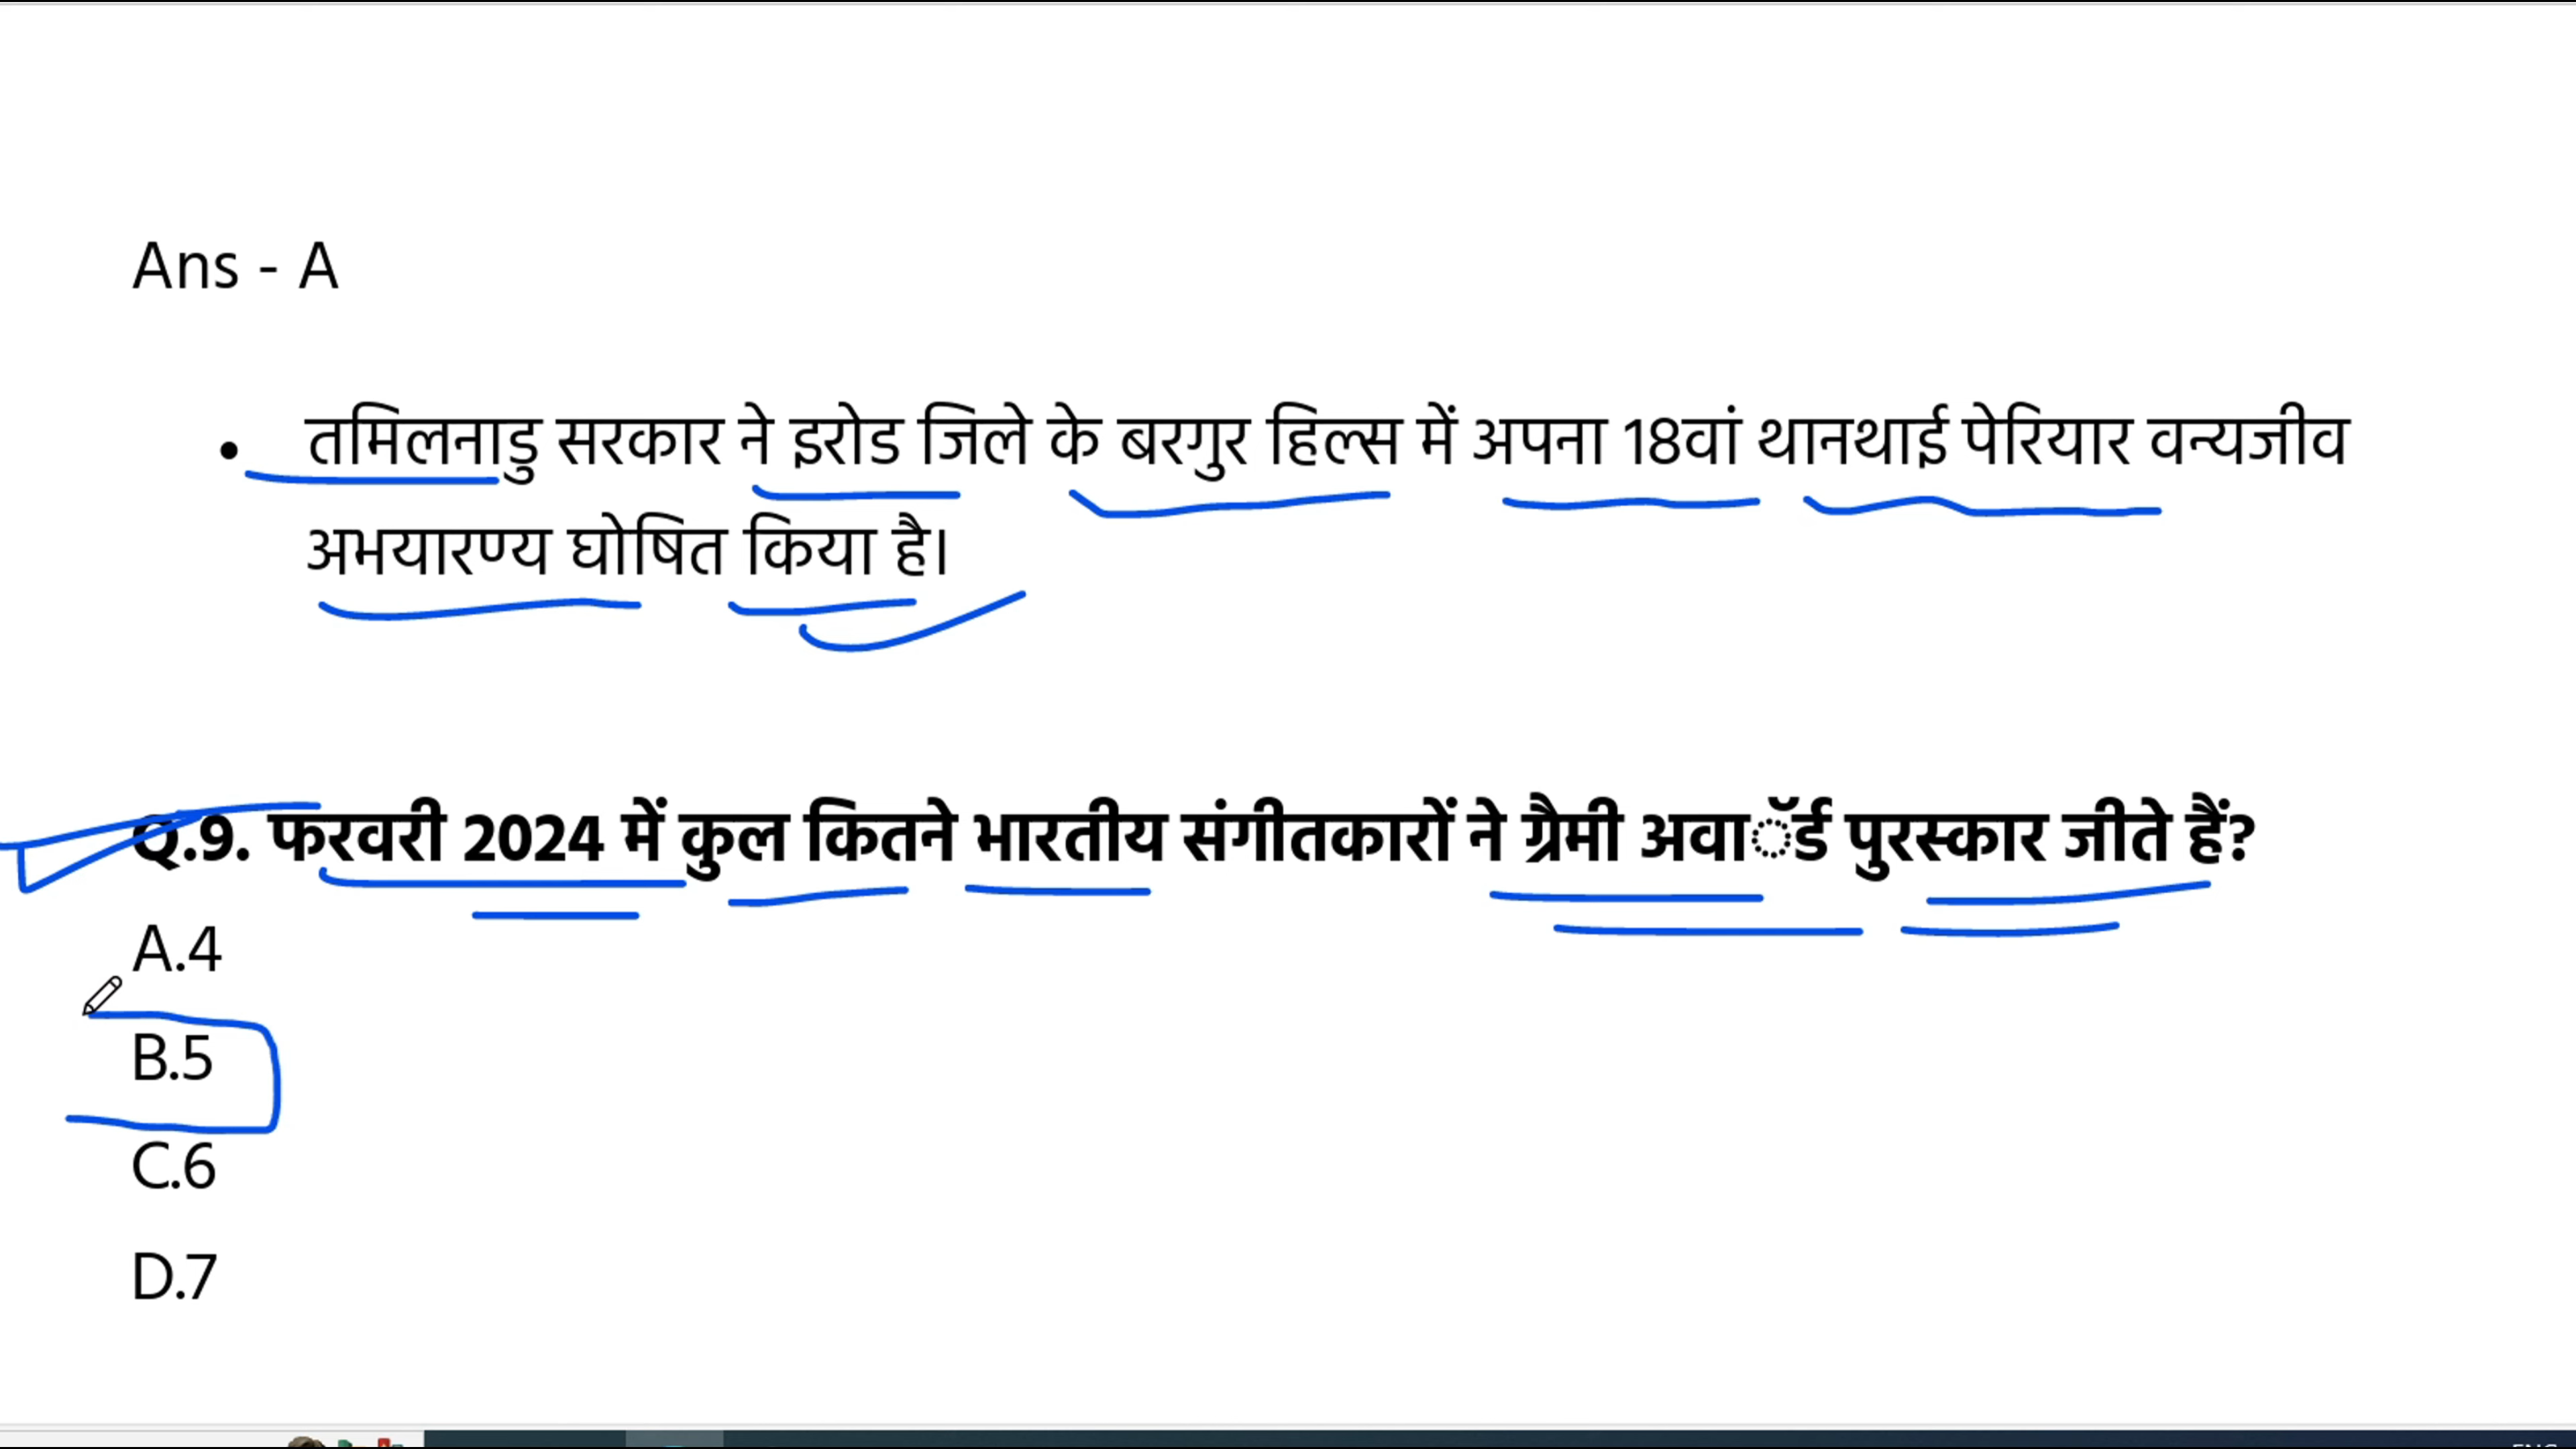 Ans - A
• तमिलनाडु सरकार ने इरोड जिले के बरगुर हिल्स में अपना 18वां थानथाई पेरियार वन्यजीव
अभयारण्य घोषित किया है।
Q.9. फरवरी 2024 में कुल कितने भारतीय संगीतकारों ने ग्रैमी अवाॅर्ड पुरस्कार जीते हैं?
A.4
B.5
C.6
D.7